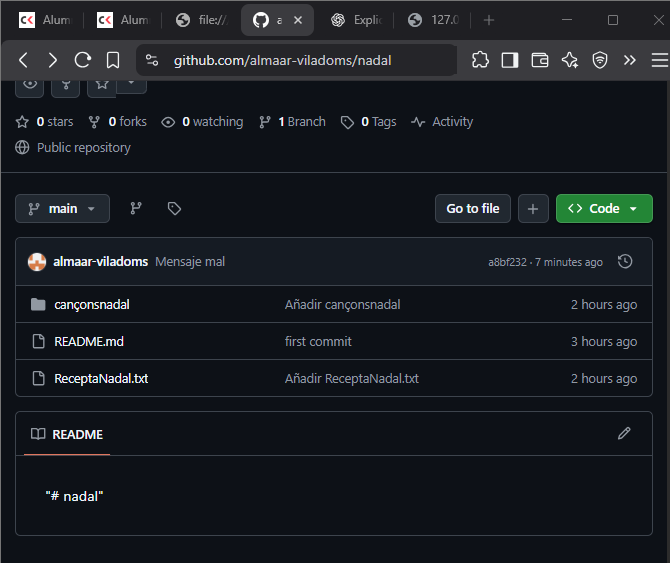 Alum
Alum
file://
a
Explic
127.0
github.com/almaar-viladoms/nadal
0 stars
0 forks
0 watching
1 Branch
0 Tags
Activity
Public repository
main
Go to file
Code
almaar-viladoms Mensaje mal
a8bf232 · 7 minutes ago
cançonsnadal Añadir cançonsnadal 2 hours ago
README.md first commit 3 hours ago
ReceptaNadal.txt Añadir ReceptaNadal.txt 2 hours ago
README
"# nadal"